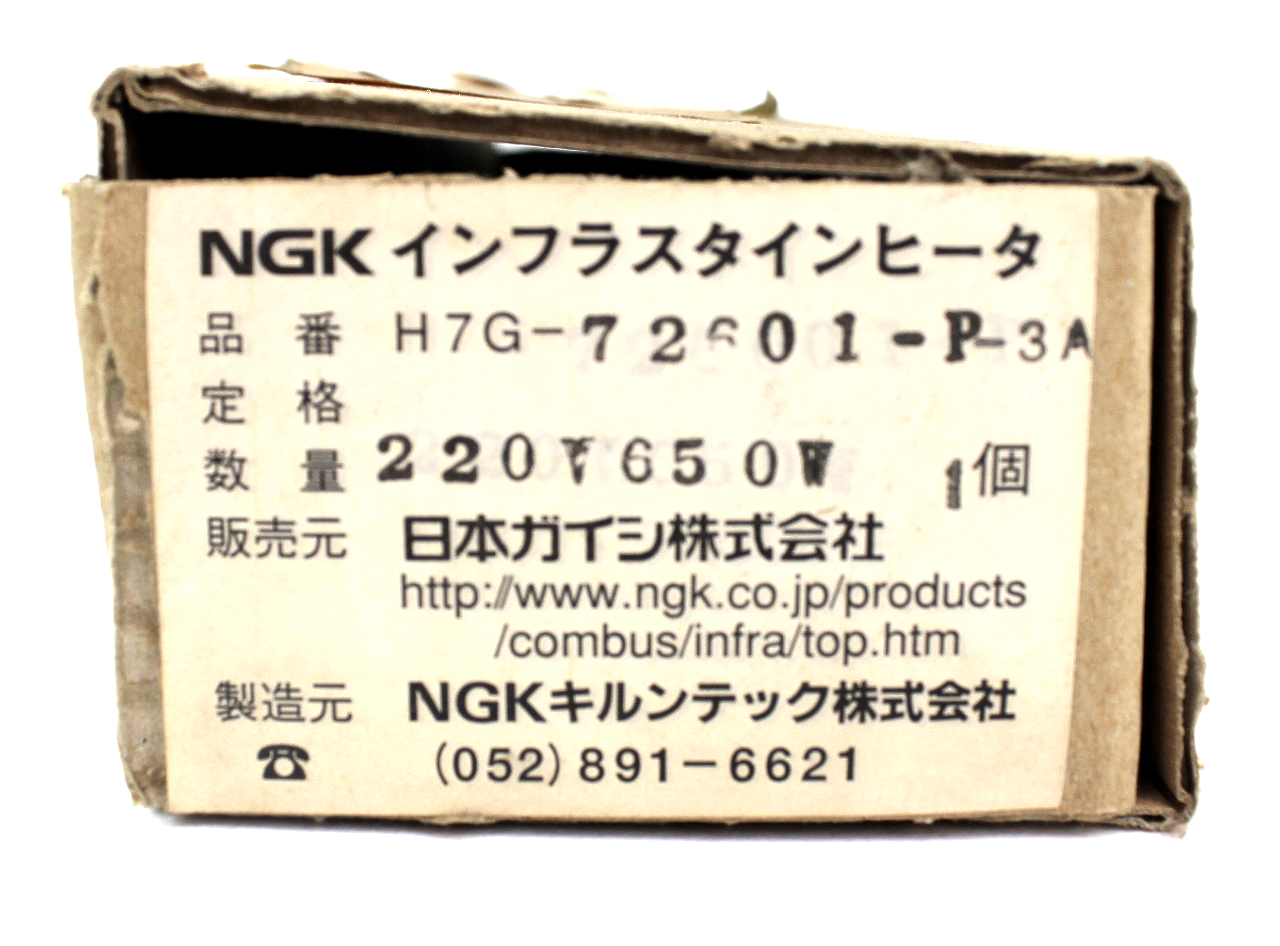 NGK インフラスタインヒータ
品 番 H7G-72601-P-3A
定 格 220V650W
数 量 1個
販売元 日本ガイシ株式会社
http://www.ngk.co.jp/products
/combus/infra/top.htm
製造元 NGKキルンテック株式会社
☎ (052)891-6621